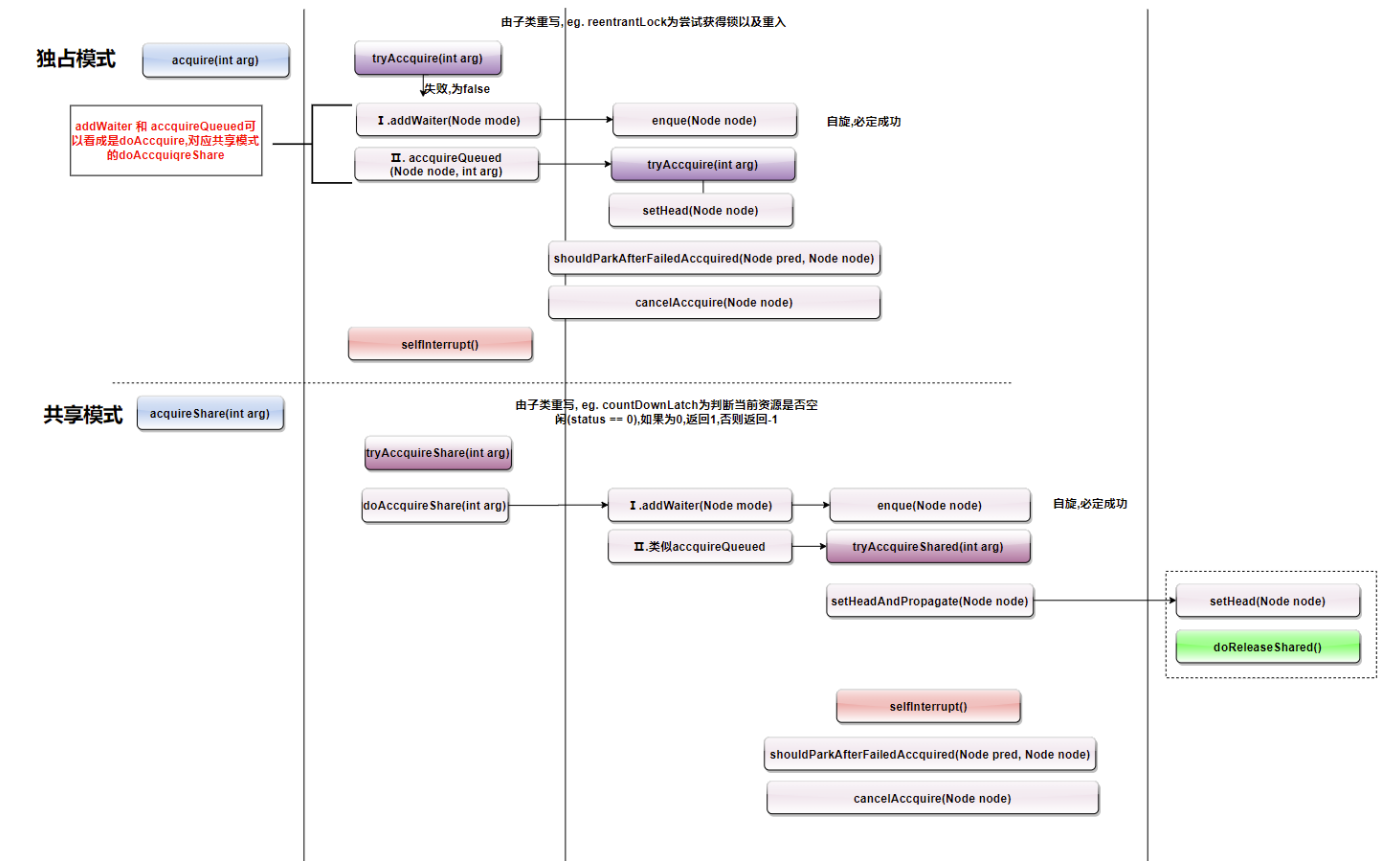 由子类重写, eg. reentrantLock为尝试获得锁以及重入
独占模式
acquire(int arg)
tryAccquire(int arg)
失败,为false
addWaiter 和 accquireQueued可
以看成是doAccquire,对应共享模式
的doAccquiqreShare
Ⅰ.addWaiter(Node mode)
enque(Node node)
自旋,必定成功
Ⅱ. accquireQueued
(Node node, int arg)
tryAccquire(int arg)
setHead(Node node)
shouldParkAfterFailedAccquired(Node pred, Node node)
cancelAccquire(Node node)
selfInterrupt()
共享模式
acquireShare(int arg)
由子类重写, eg. countDownLatch为判断当前资源是否空
闲(status == 0),如果为0,返回1,否则返回-1
tryAccquireShare(int arg)
doAccquireShare(int arg)
Ⅰ.addWaiter(Node mode)
enque(Node node)
自旋,必定成功
Ⅱ.类似accquireQueued
tryAccquireShared(int arg)
setHeadAndPropagate(Node node)
setHead(Node node)
doReleaseShared()
selfInterrupt()
shouldParkAfterFailedAccquired(Node pred, Node node)
cancelAccquire(Node node)